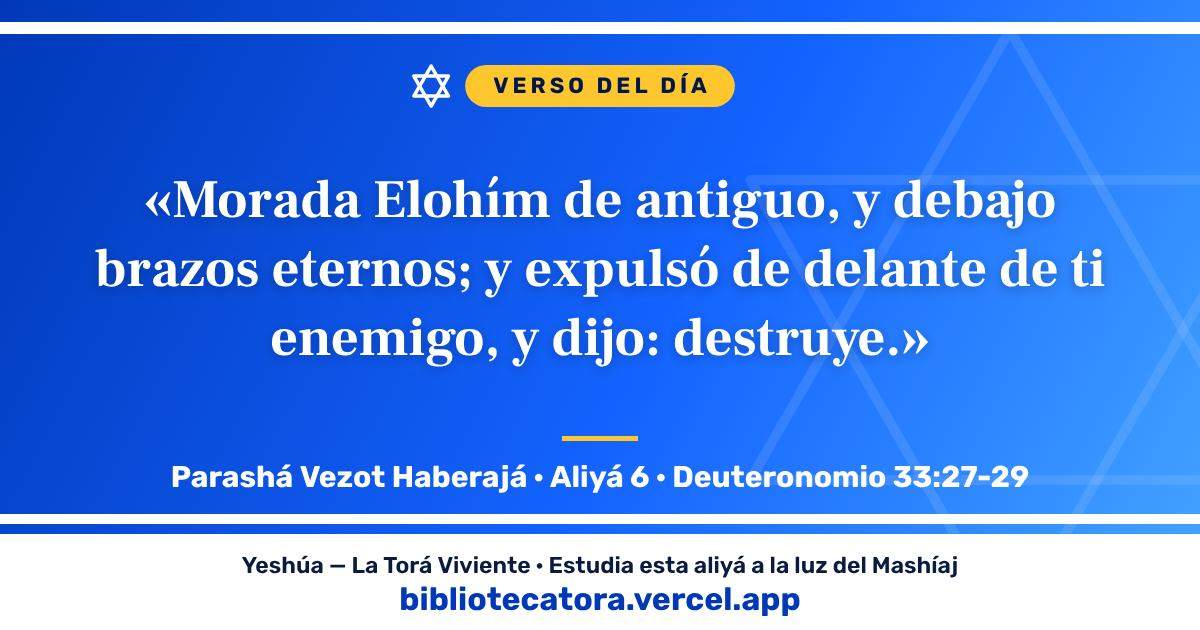 VERSO DEL DÍA
«Morada Elohím de antiguo, y debajo
brazos eternos; y expulsó de delante de ti
enemigo, y dijo: destruye.»
Parashá Vezot Haberajá • Aliyá 6 • Deuteronomio 33:27-29
Yeshúa — La Torá Viviente • Estudia esta aliyá a la luz del Mashíaj
bibliotecatora.vercel.app